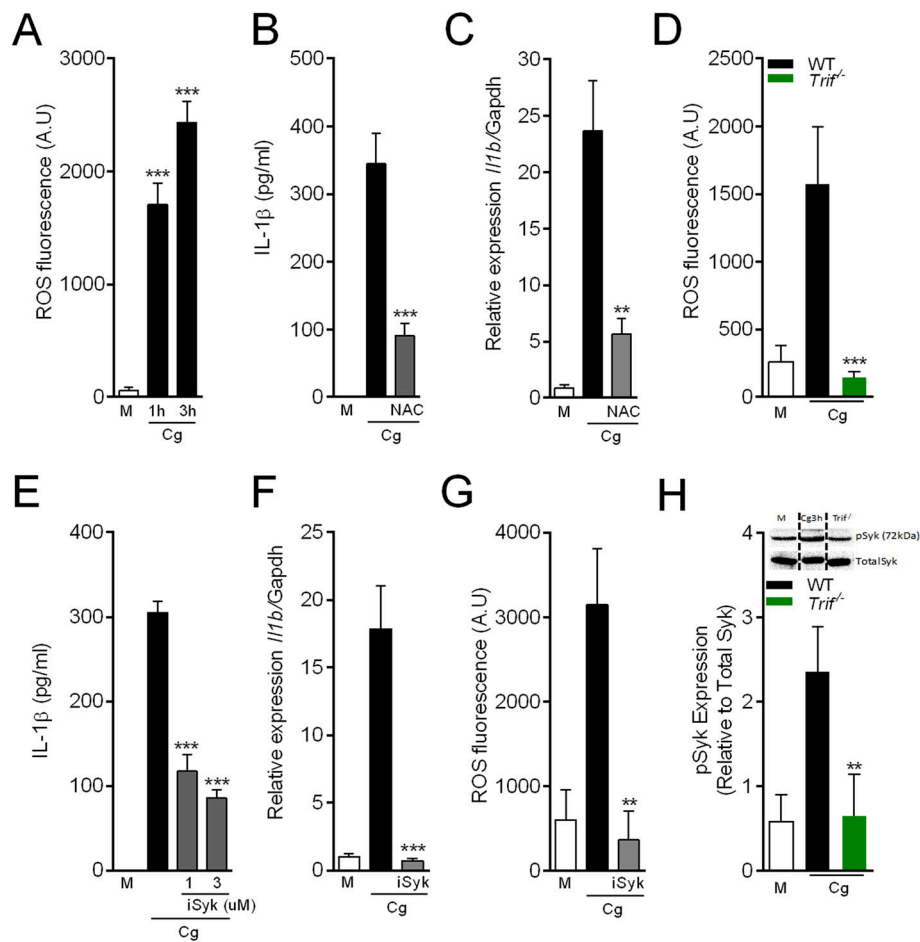 A
ROS fluorescence (A.U)
3000
2000
1000
0
***
***
M
1h
3h
Cg
B
IL-1β (pg/ml)
500
400
300
200
100
0
***
M
NAC
Cg
C
Relative expression Il1b/Gapdh
30
25
20
15
10
5
0
**
M
NAC
Cg
D
WT
Trif-/-
ROS fluorescence (A.U)
2500
2000
1500
1000
500
0
***
M
Cg
E
IL-1β (pg/ml)
400
300
200
100
0
***
***
M
1
3
iSyk (uM)
Cg
F
Relative expression Il1b/Gapdh
25
20
15
10
5
0
***
M
iSyk
Cg
G
ROS fluorescence (A.U)
4000
3000
2000
1000
0
**
M
iSyk
Cg
H
M
Cg3h
Trif-/
pSyk (72kDa)
TotalSyk
WT
Trif-/-
pSyk Expression
(Relative to Total Syk)
4
3
2
1
0
**
M
Cg